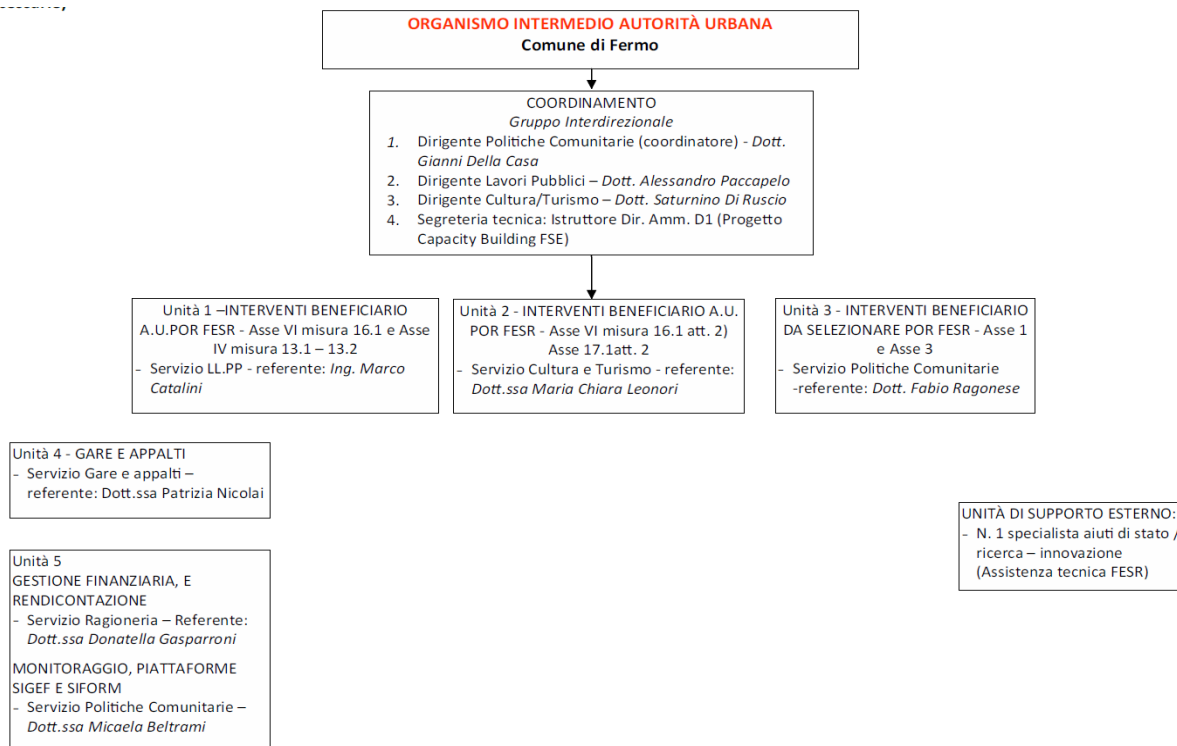 ORGANISMO INTERMEDIO AUTORITÀ URBANA
Comune di Fermo
COORDINAMENTO
Gruppo Interdirezionale
1. Dirigente Politiche Comunitarie (coordinatore) - Dott.
Gianni Della Casa
2. Dirigente Lavori Pubblici – Dott. Alessandro Paccapelo
3. Dirigente Cultura/Turismo – Dott. Saturnino Di Ruscio
4. Segreteria tecnica: Istruttore Dir. Amm. D1 (Progetto
Capacity Building FSE)
Unità 1 –INTERVENTI BENEFICIARIO
A.U.POR FESR - Asse VI misura 16.1 e Asse
IV misura 13.1 – 13.2
- Servizio LL.PP - referente: Ing. Marco
Catalini
Unità 2 - INTERVENTI BENEFICIARIO A.U.
POR FESR - Asse VI misura 16.1 att. 2)
Asse 17.1att. 2
- Servizio Cultura e Turismo - referente:
Dott.ssa Maria Chiara Leonori
Unità 3 - INTERVENTI BENEFICIARIO
DA SELEZIONARE POR FESR - Asse 1
e Asse 3
- Servizio Politiche Comunitarie
-referente: Dott. Fabio Ragonese
Unità 4 - GARE E APPALTI
- Servizio Gare e appalti –
referente: Dott.ssa Patrizia Nicolai
UNITÀ DI SUPPORTO ESTERNO:
- N. 1 specialista aiuti di stato /
ricerca – innovazione
(Assistenza tecnica FESR)
Unità 5
GESTIONE FINANZIARIA, E
RENDICONTAZIONE
- Servizio Ragioneria – Referente:
Dott.ssa Donatella Gasparroni
MONITORAGGIO, PIATTAFORME
SIGEF E SIFORM
- Servizio Politiche Comunitarie –
Dott.ssa Micaela Beltrami